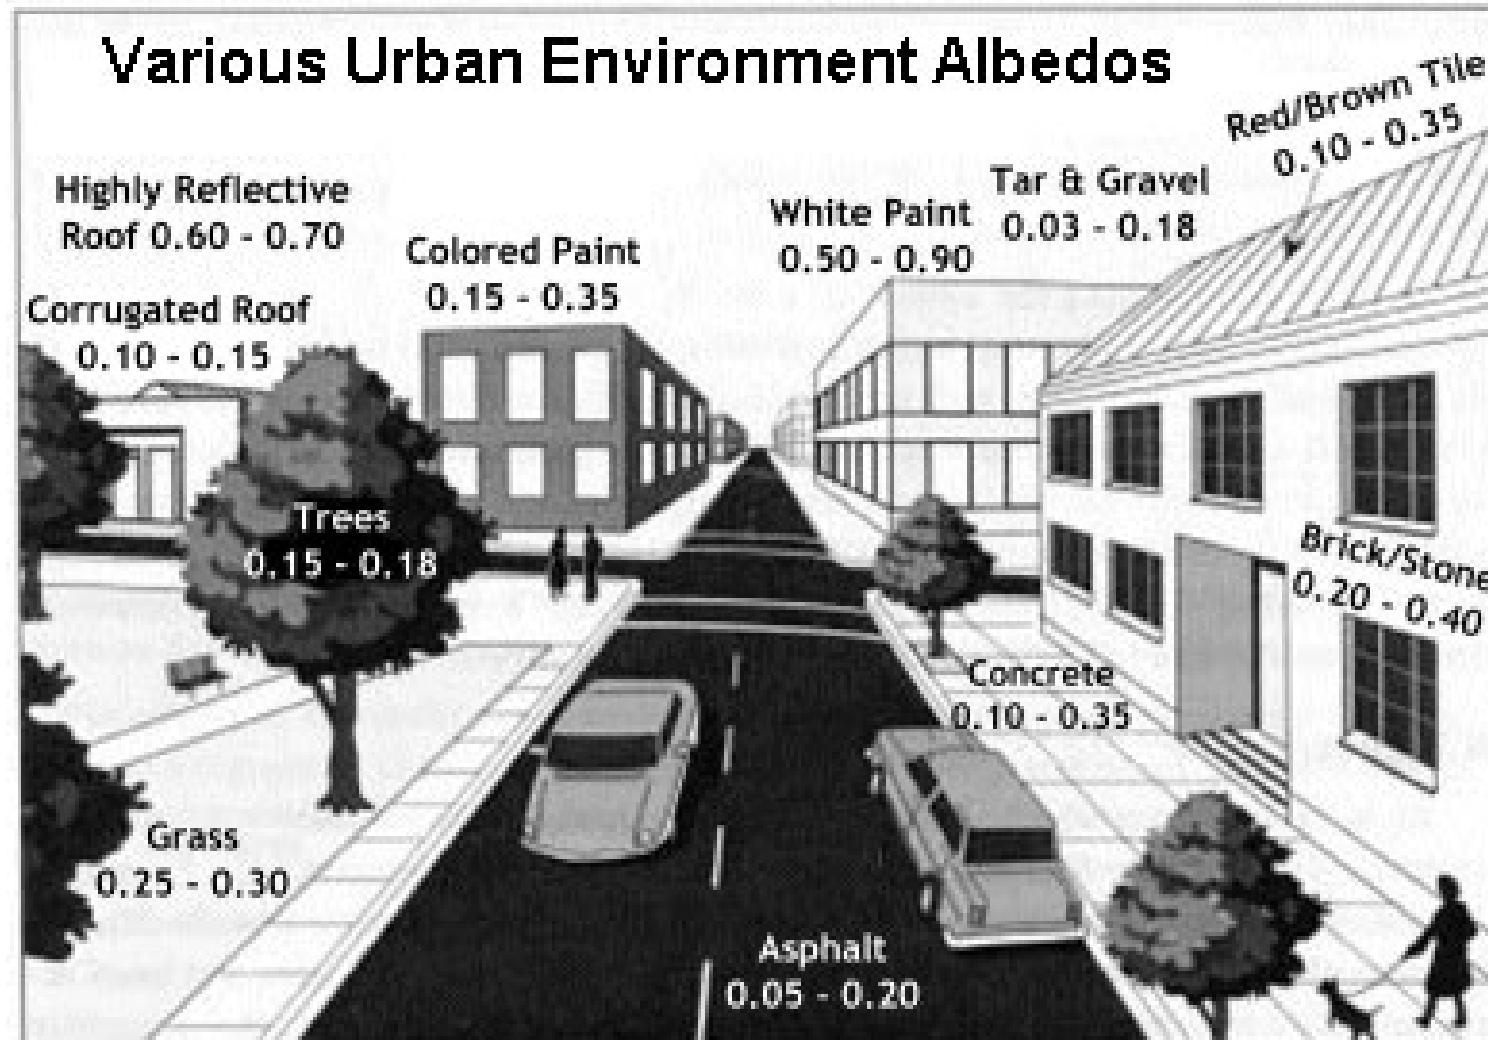 Various Urban Environment Albedos
Red/Brown Tile
0.10 - 0.35
Highly Reflective
Roof 0.60 - 0.70
Tar & Gravel
0.03 - 0.18
White Paint
0.50 - 0.90
Colored Paint
0.15 - 0.35
Corrugated Roof
0.10 - 0.15
Trees
0.15 - 0.18
Brick/Stone
0.20 - 0.40
Concrete
0.10 - 0.35
Grass
0.25 - 0.30
Asphalt
0.05 - 0.20